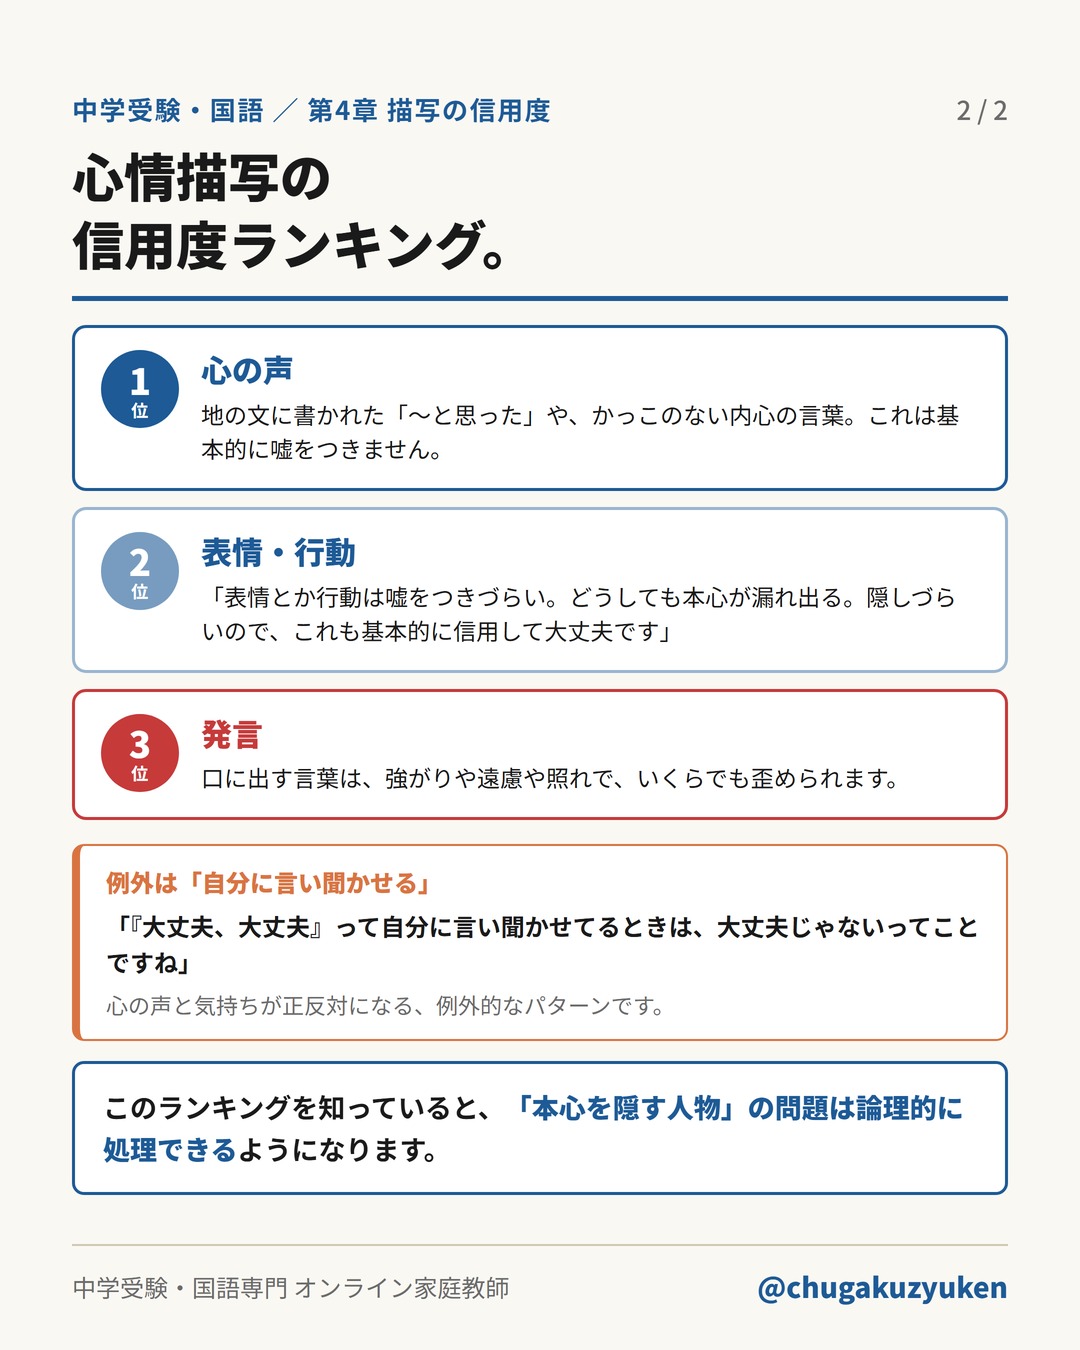 中学受験・国語 ／ 第4章 描写の信用度
2 / 2
心情描写の
信用度ランキング。
1
位
心の声
地の文に書かれた「〜と思った」や、かっこのない内心の言葉。これは基
本的に嘘をつきません。
2
位
表情・行動
「表情とか行動は嘘をつきづらい。どうしても本心が漏れ出る。隠しづら
いので、これも基本的に信用して大丈夫です」
3
位
発言
口に出す言葉は、強がりや遠慮や照れで、いくらでも歪められます。
例外は「自分に言い聞かせる」
「『大丈夫、大丈夫』って自分に言い聞かせてるときは、大丈夫じゃないってこと
ですね」
心の声と気持ちが正反対になる、例外的なパターンです。
このランキングを知っていると、「本心を隠す人物」の問題は論理的に
処理できるようになります。
中学受験・国語専門 オンライン家庭教師
@chugakuzyuken